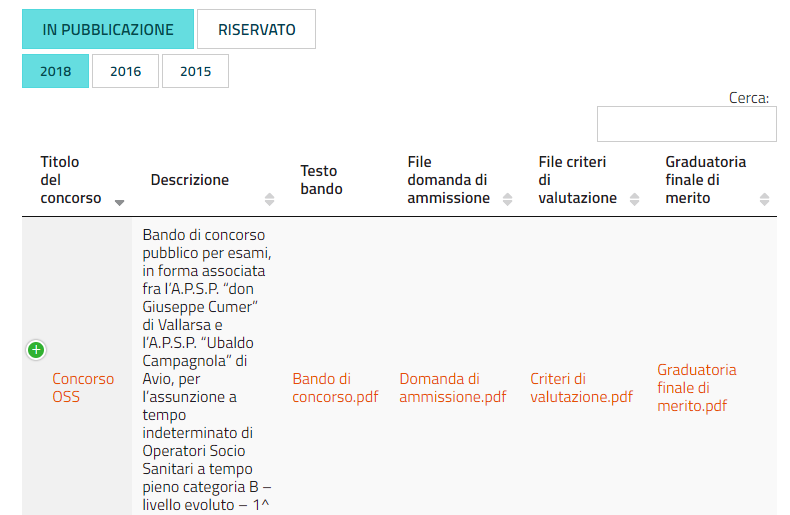 IN PUBBLICAZIONE
RISERVATO
2018
2016
2015
Cerca:
Titolo
del
concorso
Descrizione
Testo
bando
File
domanda di
ammissione
File criteri
di
valutazione
Graduatoria
finale di
merito
Concorso
OSS
Bando di concorso
pubblico per esami,
in forma associata
fra l'A.P.S.P. “don
Giuseppe Cumer”
di Vallarsa e
l'A.P.S.P. “Ubaldo
Campagnola” di
Avio, per
l'assunzione a
tempo
indeterminato di
Operatori Socio
Sanitari a tempo
pieno categoria B –
livello evoluto – 1^
Bando di
concorso.pdf
Domanda di
ammissione.pdf
Criteri di
valutazione.pdf
Graduatoria
finale di
merito.pdf